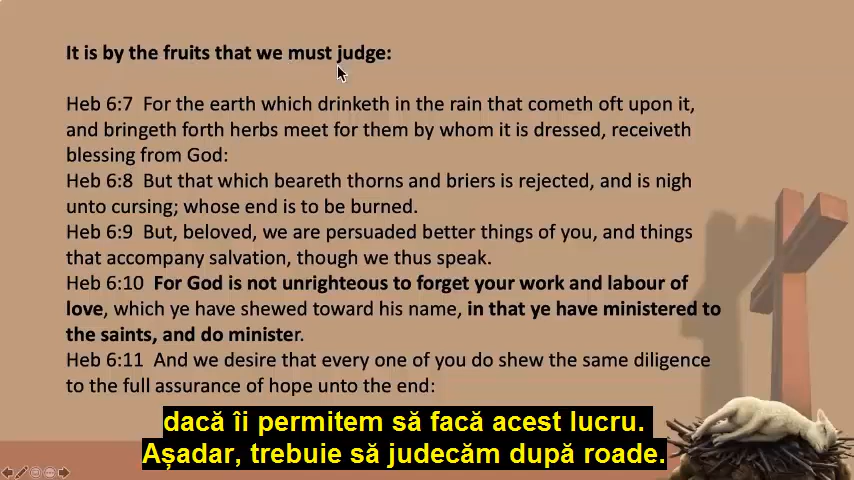 It is by the fruits that we must judge:
Heb 6:7  For the earth which drinketh in the rain that cometh oft upon it,
and bringeth forth herbs meet for them by whom it is dressed, receiveth
blessing from God:
Heb 6:8  But that which beareth thorns and briers is rejected, and is nigh
unto cursing; whose end is to be burned.
Heb 6:9  But, beloved, we are persuaded better things of you, and things
that accompany salvation, though we thus speak.
Heb 6:10  For God is not unrighteous to forget your work and labour of
love, which ye have shewed toward his name, in that ye have ministered to
the saints, and do minister.
Heb 6:11  And we desire that every one of you do shew the same diligence
to the full assurance of hope unto the end:
dacă îi permitem să facă acest lucru.
Așadar, trebuie să judecăm după roade.